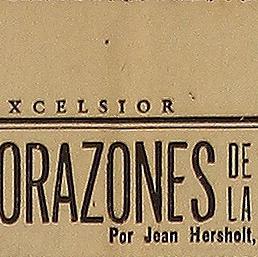 XCELSIOR
ORAZONES DE LA
Por Jean Hersholt,